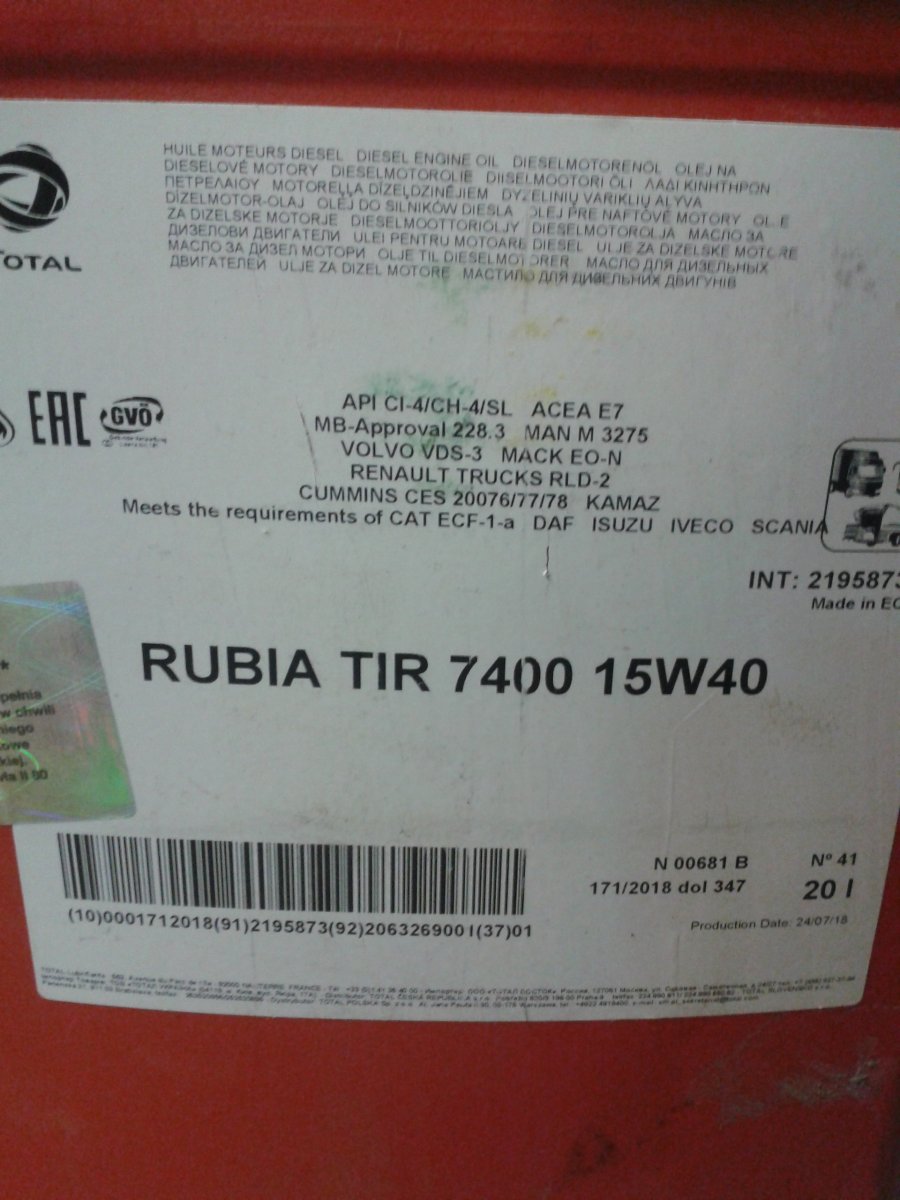 HUILE MOTEURS DIESEL DIESEL ENGINE OIL DIESELMOTORENÖL OLEJ NA
DIESELOVÉ MOTORY DIESELMOTOROLIE DIISELMOOTORI ÕLI ΛΑΔΙ ΚΙΝΗΤΗΡΩΝ
ΠΕΤΡΕΛΑΙΟΥ MOTOREĻĻA DĪZEĻDZINĒJIEM DYZELINIŲ VARIKLIŲ ALYVA
DÍZELMOTOR-OLAJ OLEJ DO SILNIKÓW DIESLA OLEJ PRE NAFTOVÉ MOTORY
ZA DIZELSKE MOTORJE DIESELMOOTTORIÖLJY DIESELMOTOROLJA МАСЛО ЗА
ДИЗЕЛОВИ ДВИГАТЕЛИ ULEI PENTRU MOTOARE DIESEL ULJE ZA DIZELSKE MOTORE
МАСЛО ЗА ДИЗЕЛ МОТОРИ OLJE TIL DIESELMOTORER МАСЛО ДЛЯ ДИЗЕЛЬНЫХ
ДВИГАТЕЛЕЙ ULJE ZA DIZEL MOTORE МАСТИЛО ДЛЯ ДИЗЕЛЬНИХ ДВИГУНІВ
TOTAL
EAC GVÖ
API CI-4/CH-4/SL ACEA E7
MB-Approval 228.3 MAN M 3275
VOLVO VDS-3 MACK EO-N
RENAULT TRUCKS RLD-2
CUMMINS CES 20076/77/78 KAMAZ
Meets the requirements of CAT ECF-1-a DAF ISUZU IVECO SCANIA
INT: 2195873
Made in EC
RUBIA TIR 7400 15W40
w chwili
N 00681 B Nº 41
171/2018 dol 347 20 l
Production Date: 24/07/18
(10)0001712018(91)2195873(92)206326900 l(37)01